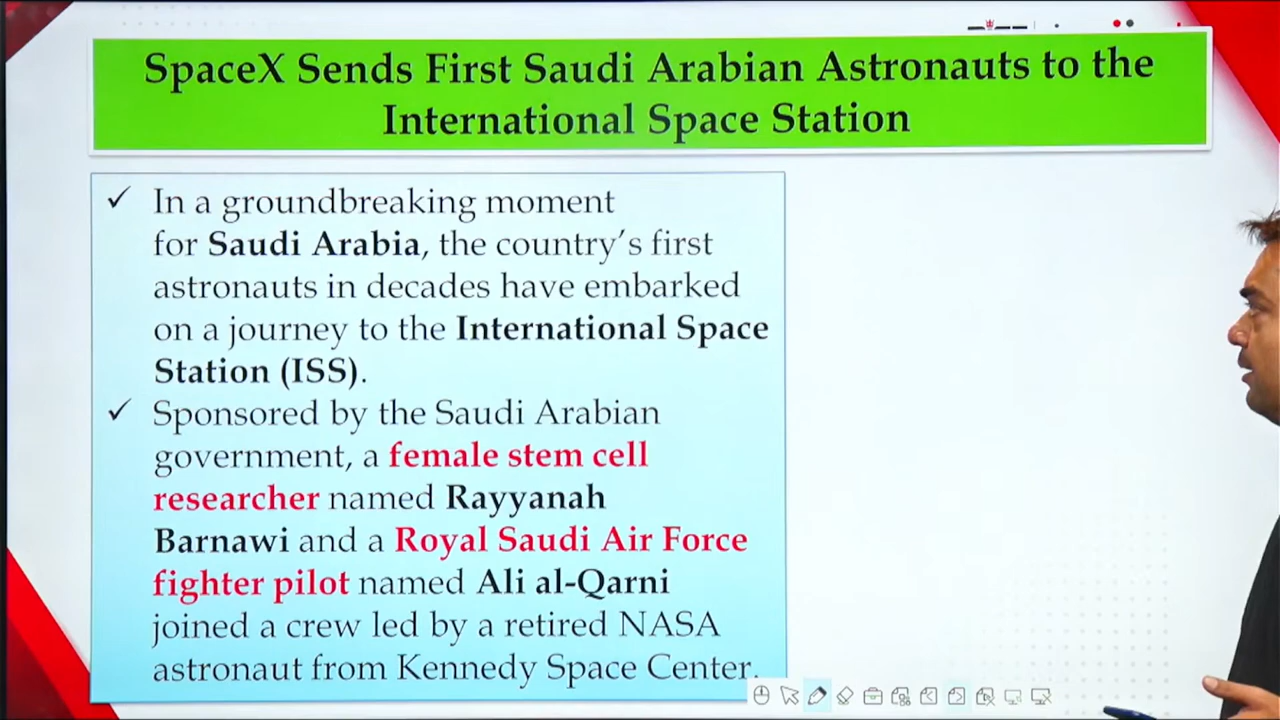 SpaceX Sends First Saudi Arabian Astronauts to the
International Space Station
✓ In a groundbreaking moment
for Saudi Arabia, the country’s first
astronauts in decades have embarked
on a journey to the International Space
Station (ISS).
✓ Sponsored by the Saudi Arabian
government, a female stem cell
researcher named Rayyanah
Barnawi and a Royal Saudi Air Force
fighter pilot named Ali al-Qarni
joined a crew led by a retired NASA
astronaut from Kennedy Space Center.